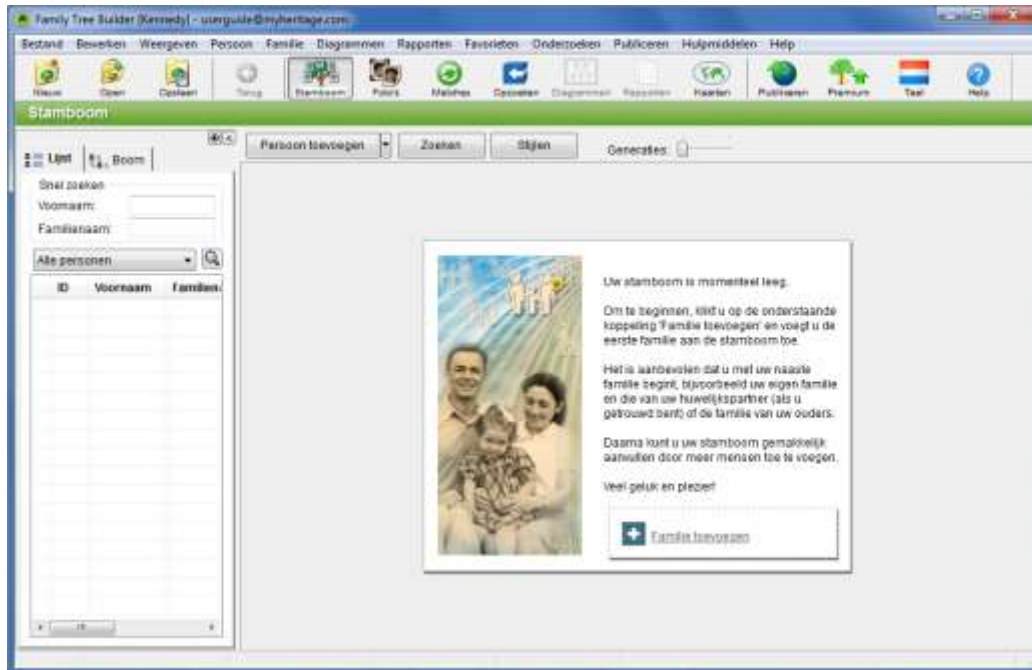 Family Tree Builder [Kennedy] - userguide@myheritage.com
Bestand Bewerken Weergeven Persoon Familie Diagrammen Rapporten Favorieten Onderzoeken Publiceren Hulpmiddelen Help
Nieuw Open Opslaan Terug Stamboom Foto's Matches Opzoeken Diagrammen Rapporten Kaarten Publiceren Premium Taal Help
Stamboom
Lijst Boom
Persoon toevoegen Zoeken Stijlen Generaties
Snel zoeken
Voornaam:
Familienaam:
Alle personen
ID Voornaam Familien
Uw stamboom is momenteel leeg.
Om te beginnen, klikt u op de onderstaande
koppeling 'Familie toevoegen' en voegt u de
eerste familie aan de stamboom toe.
Het is aanbevolen dat u met uw naaste
familie begint, bijvoorbeeld uw eigen familie
en die van uw huwelijkspartner (als u
getrouwd bent) of de familie van uw ouders.
Daarna kunt u uw stamboom gemakkelijk
aanvullen door meer mensen toe te voegen.
Veel geluk en plezier!
Familie toevoegen